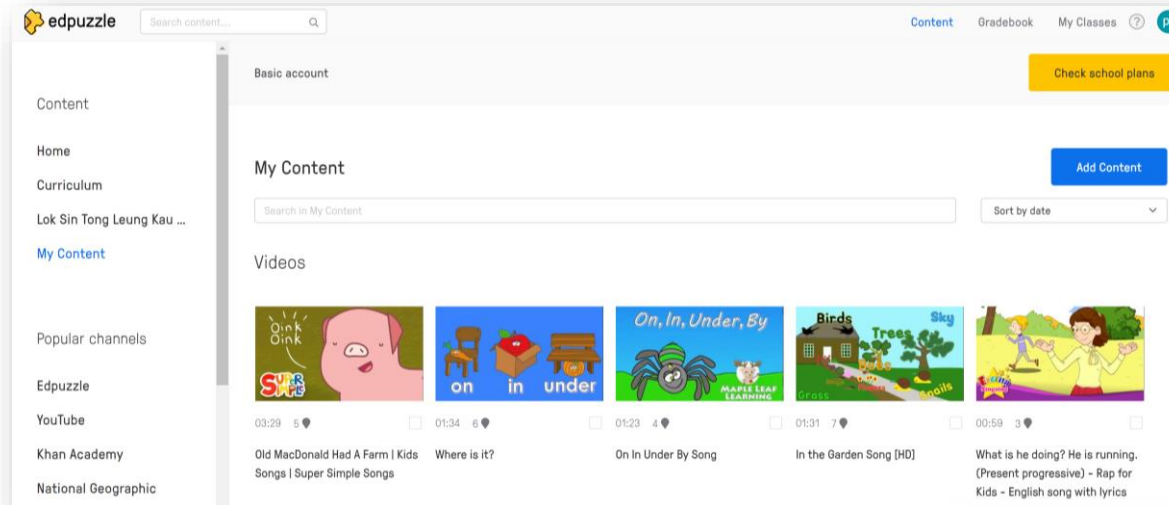 edpuzzle
Search content...
Content
Gradebook
My Classes
?
p
Content
Home
Curriculum
Lok Sin Tong Leung Kau ...
My Content
Popular channels
Edpuzzle
YouTube
Khan Academy
National Geographic
Basic account
Check school plans
My Content
Add Content
Search in My Content
Sort by date
Videos
Oink
Oink
SUPER
SIMPLE
03:29 5
Old MacDonald Had A Farm | Kids
Songs | Super Simple Songs
on in under
01:34 6
Where is it?
On, In, Under, By
MAPLE LEAF
LEARNING
01:23 4
On In Under By Song
Birds
Sky
Trees
Grass
Snails
01:31 7
In the Garden Song [HD]
00:59 3
What is he doing? He is running.
(Present progressive) - Rap for
Kids - English song with lyrics